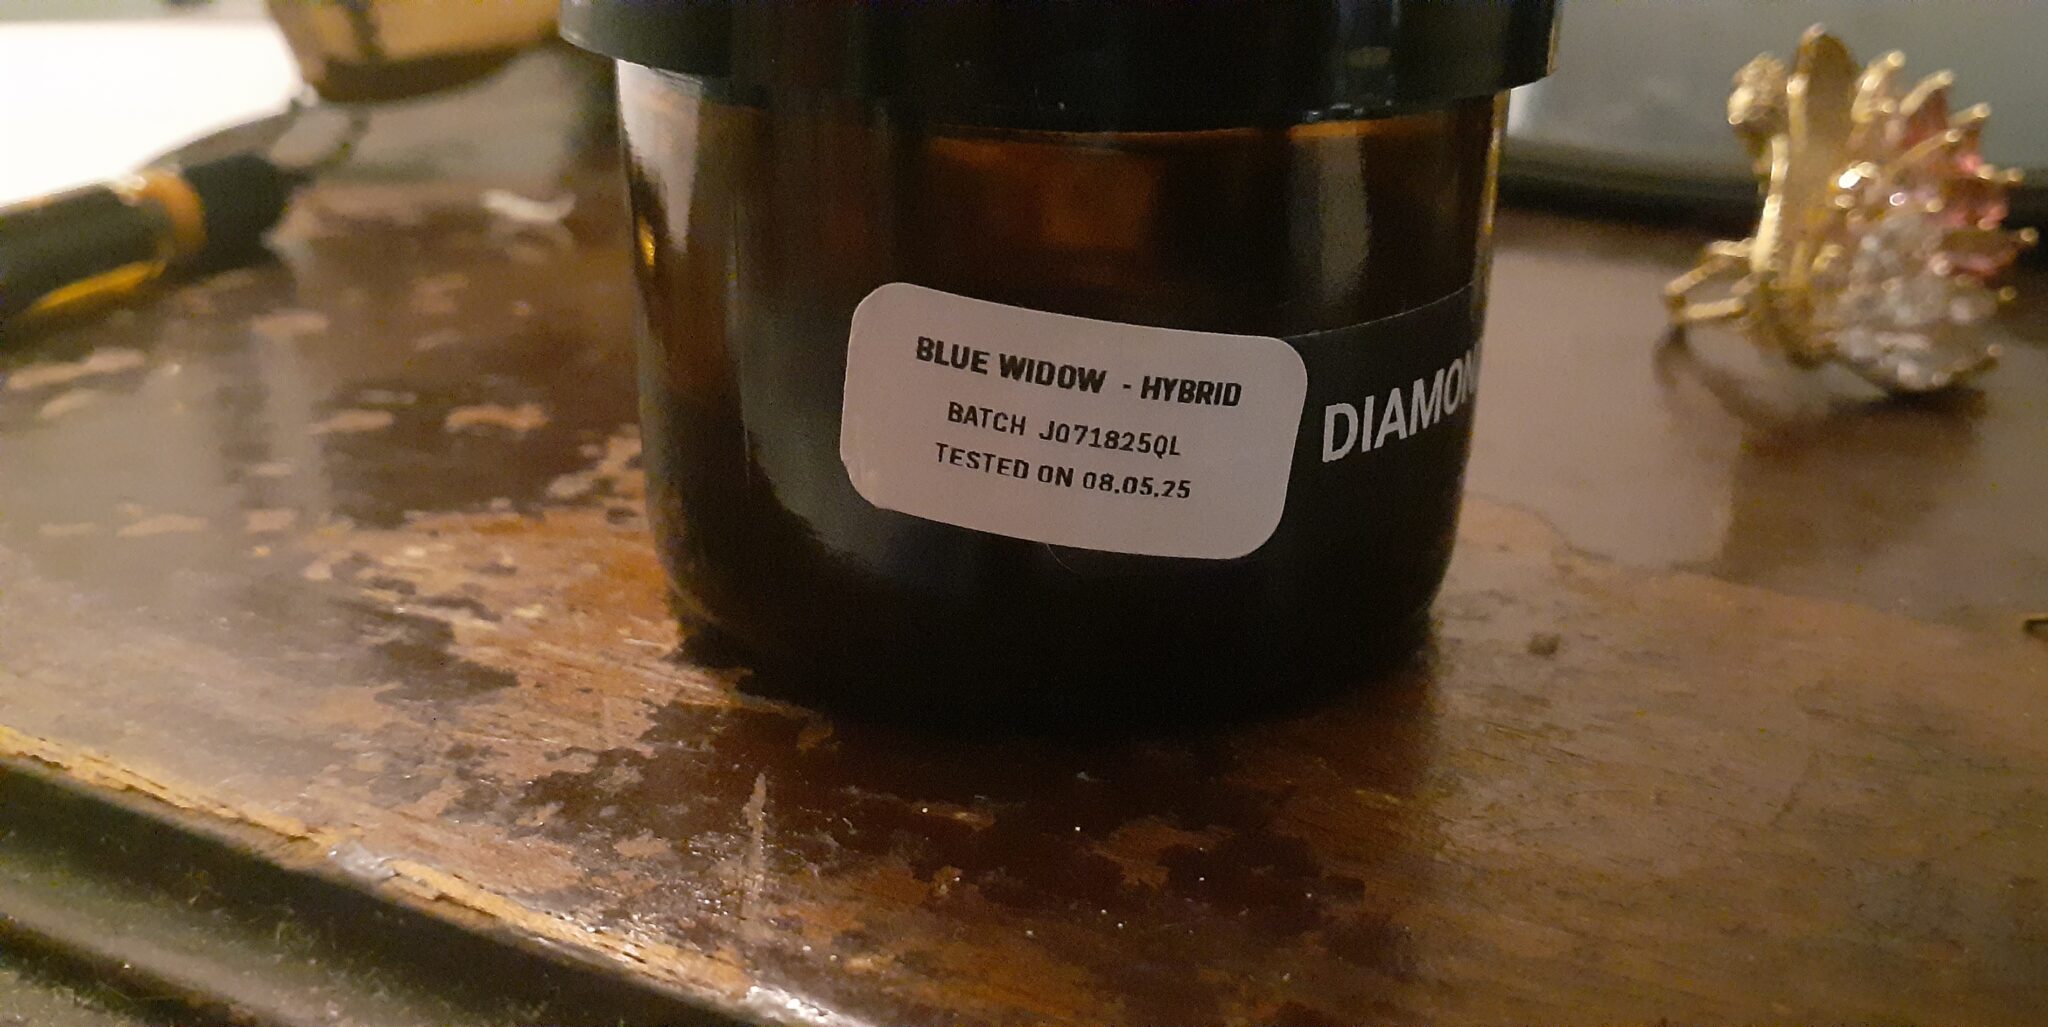 BLUE WIDOW - HYBRID
BATCH J071825QL
TESTED ON 08.05.25
DIAMON